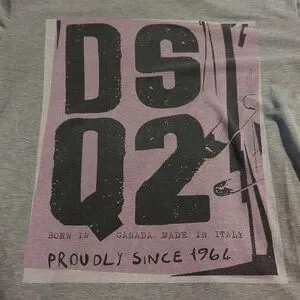 DS
Q2
BORN IN CANADA MADE IN ITALY
PROUDLY SINCE 1964